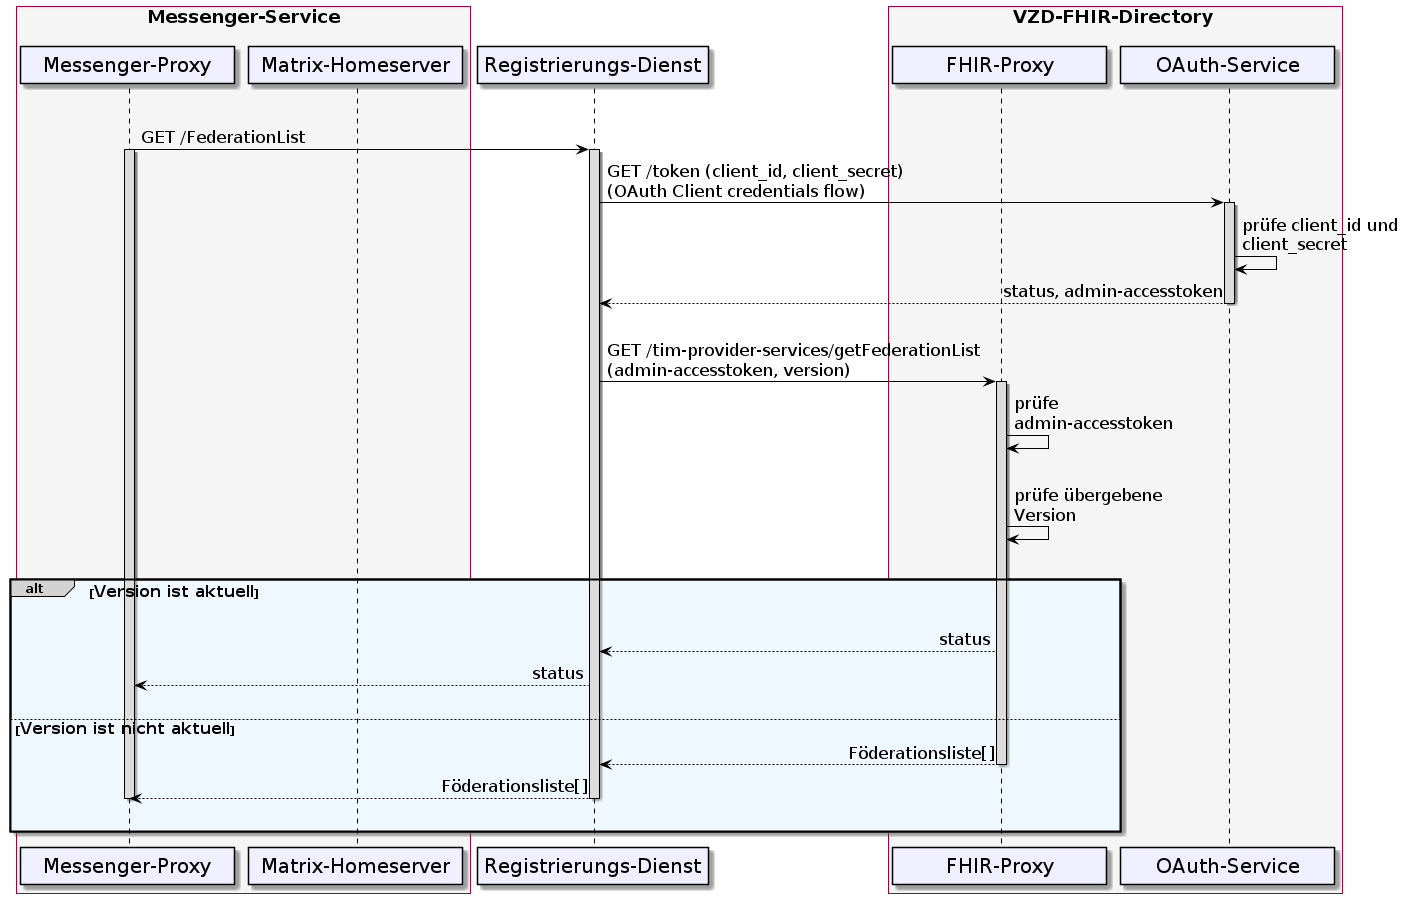 Messenger-Service
VZD-FHIR-Directory
Messenger-Proxy
Matrix-Homeserver
Registrierungs-Dienst
FHIR-Proxy
OAuth-Service
GET /FederationList
GET /token (client_id, client_secret)
(OAuth Client credentials flow)
prüfe client_id und
client_secret
status, admin-accesstoken
GET /tim-provider-services/getFederationList
(admin-accesstoken, version)
prüfe
admin-accesstoken
prüfe übergebene
Version
alt
[Version ist aktuell]
status
status
[Version ist nicht aktuell]
Föderationsliste[]
Föderationsliste[]
Messenger-Proxy
Matrix-Homeserver
Registrierungs-Dienst
FHIR-Proxy
OAuth-Service